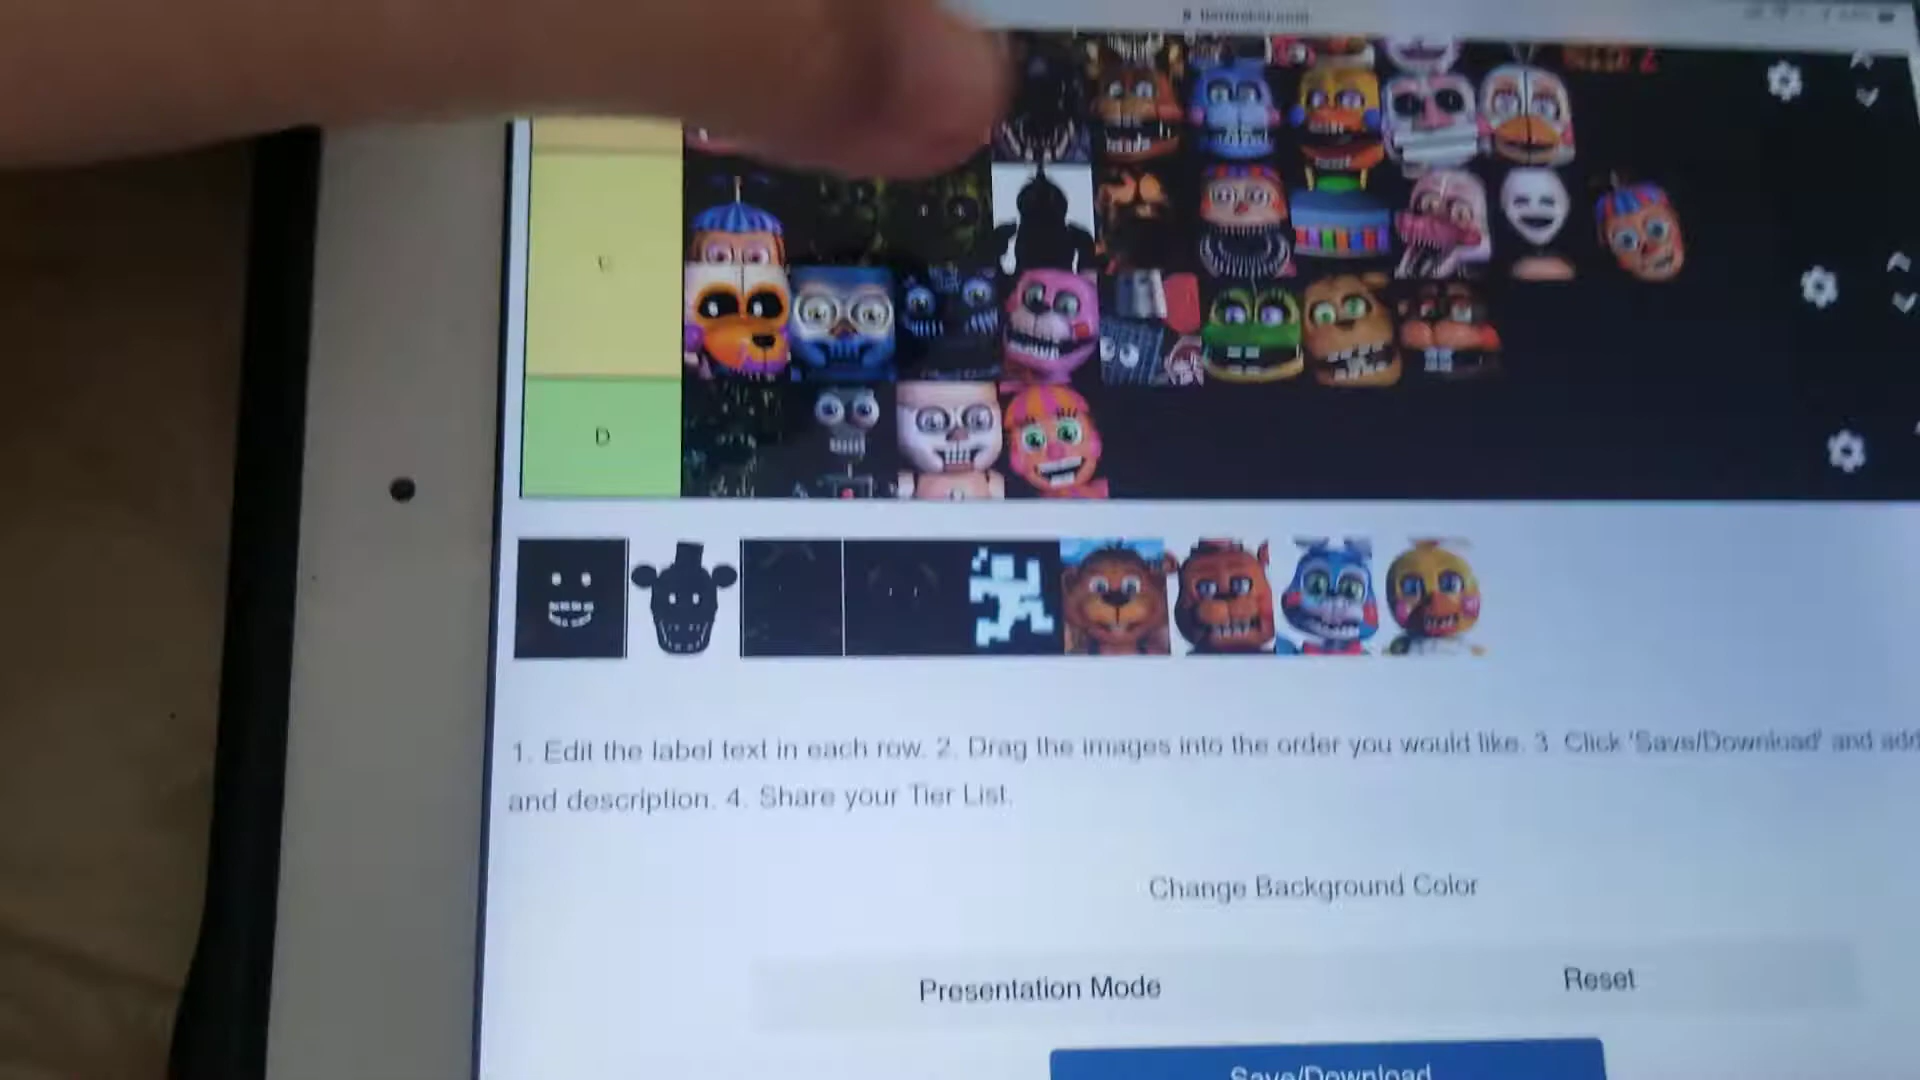 C
D
1. Edit the label text in each row. 2. Drag the images into the order you would like. 3 Click 'Save/Download' and add
and description. 4. Share your Tier List.
Change Background Color
Presentation Mode
Reset
Save/Download